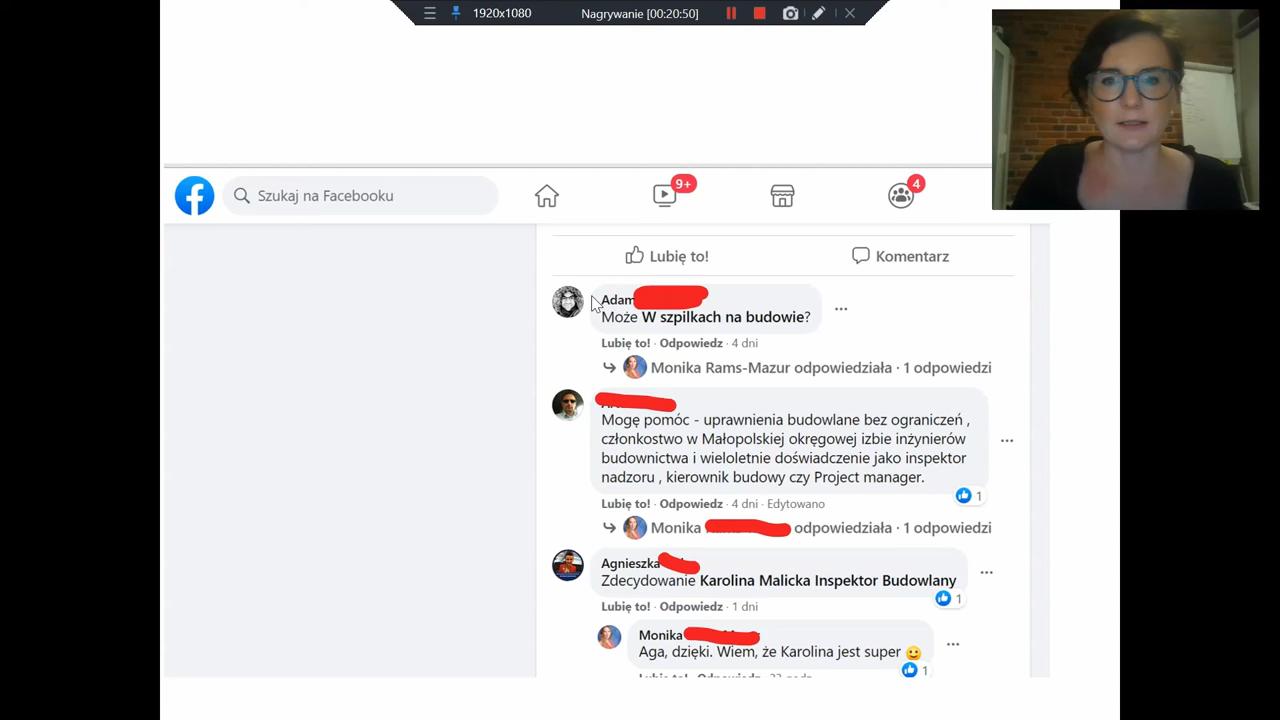 1920x1080 Nagrywanie [00:20:50]
Szukaj na Facebooku 9+ 4
Lubię to! Komentarz
Adam
Może W szpilkach na budowie?
Lubię to! · Odpowiedz · 4 dni
Monika Rams-Mazur odpowiedziała · 1 odpowiedzi
Mogę pomóc - uprawnienia budowlane bez ograniczeń ,
członkostwo w Małopolskiej okręgowej izbie inżynierów
budownictwa i wieloletnie doświadczenie jako inspektor
nadzoru , kierownik budowy czy Project manager.
1
Lubię to! · Odpowiedz · 4 dni · Edytowano
Monika odpowiedziała · 1 odpowiedzi
Agnieszka
Zdecydowanie Karolina Malicka Inspektor Budowlany
1
Lubię to! · Odpowiedz · 1 dni
Monika
Aga, dzięki. Wiem, że Karolina jest super
1